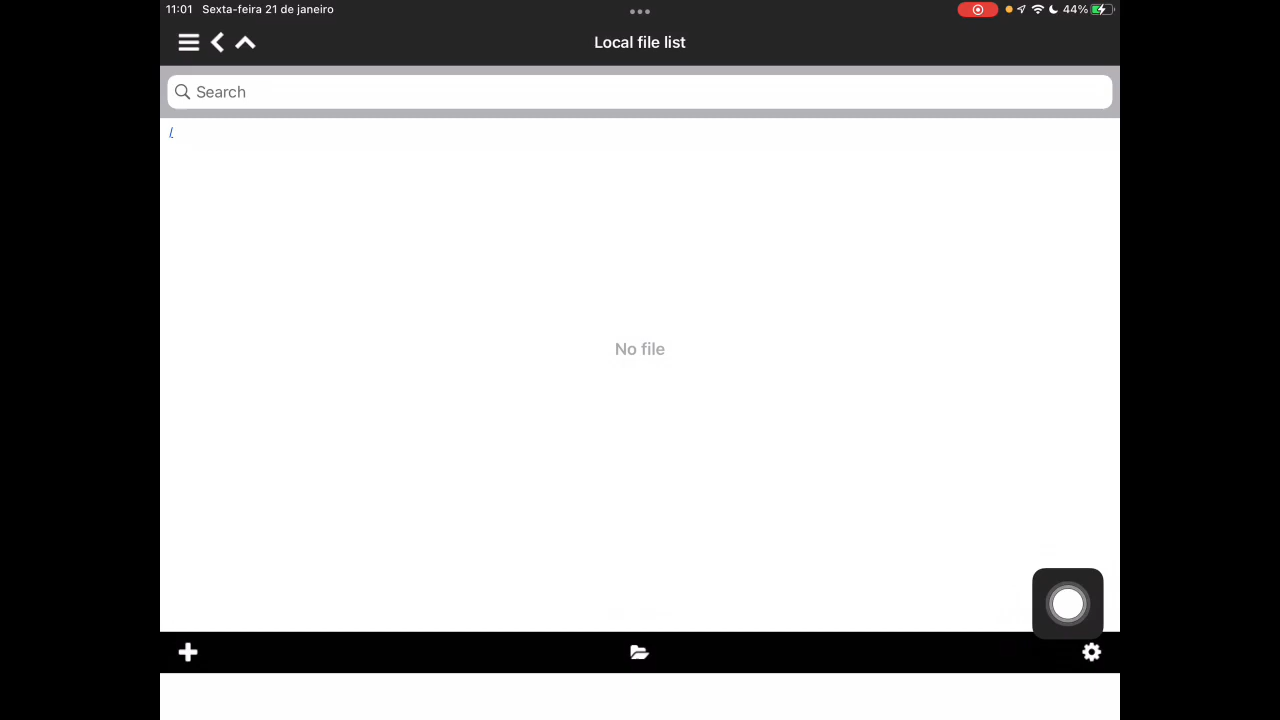 11:01 Sexta-feira 21 de janeiro 44%
Local file list
Search
/
No file